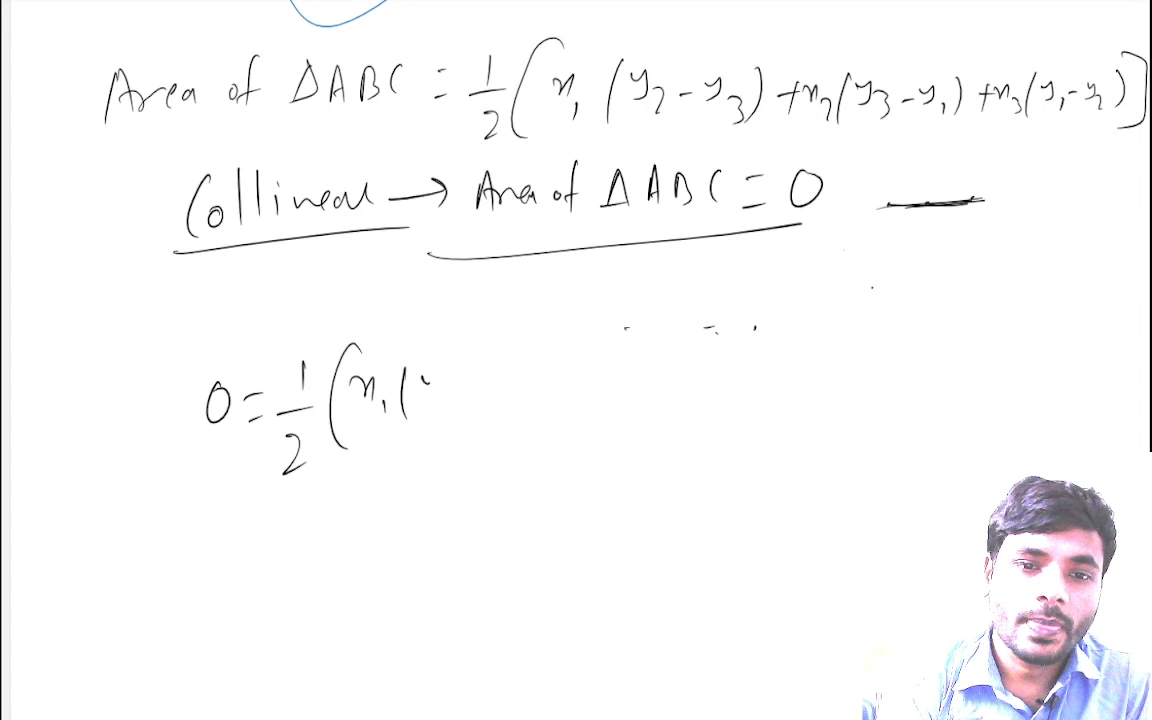 Area of ΔABC = 1/2 [x₁(y₂-y₃)+x₂(y₃-y₁)+x₃(y₁-y₂)]
Collinear → Area of ΔABC = 0
0 = 1/2 (x₁(